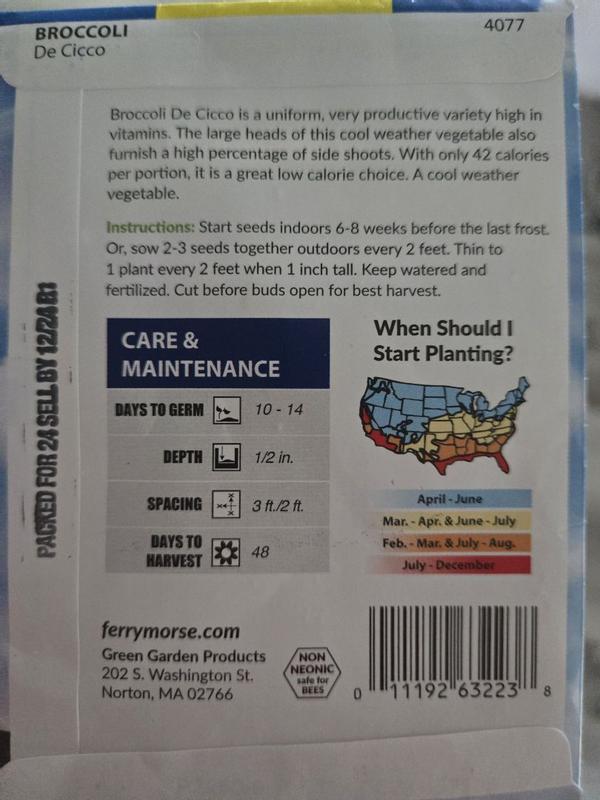 BROCCOLI
De Cicco
4077
Broccoli De Cicco is a uniform, very productive variety high in
vitamins. The large heads of this cool weather vegetable also
furnish a high percentage of side shoots. With only 42 calories
per portion, it is a great low calorie choice. A cool weather
vegetable.
Instructions: Start seeds indoors 6-8 weeks before the last frost.
Or, sow 2-3 seeds together outdoors every 2 feet. Thin to
1 plant every 2 feet when 1 inch tall. Keep watered and
fertilized. Cut before buds open for best harvest.
PACKED FOR 24 SELL BY 12/24 B1
CARE &
MAINTENANCE
DAYS TO GERM 10 - 14
DEPTH 1/2 in.
SPACING 3 ft./2 ft.
DAYS TO
HARVEST 48
When Should I
Start Planting?
April - June
Mar. - Apr. & June - July
Feb. - Mar. & July - Aug.
July - December
ferrymorse.com
Green Garden Products
202 S. Washington St.
Norton, MA 02766
NON
NEONIC
safe for
BEES
0 11192 63223 8